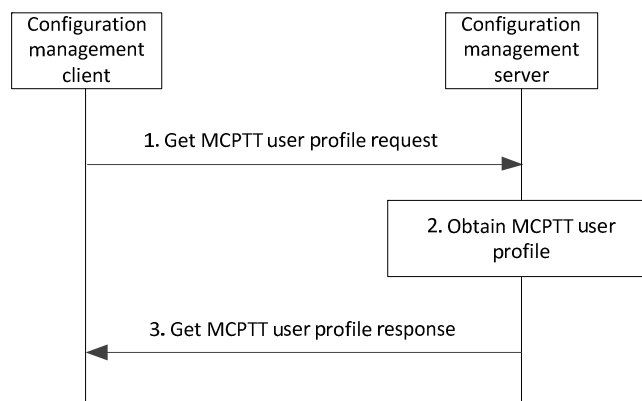 Configuration
management
client
Configuration
management
server
1. Get MCPTT user profile request
2. Obtain MCPTT user
profile
3. Get MCPTT user profile response